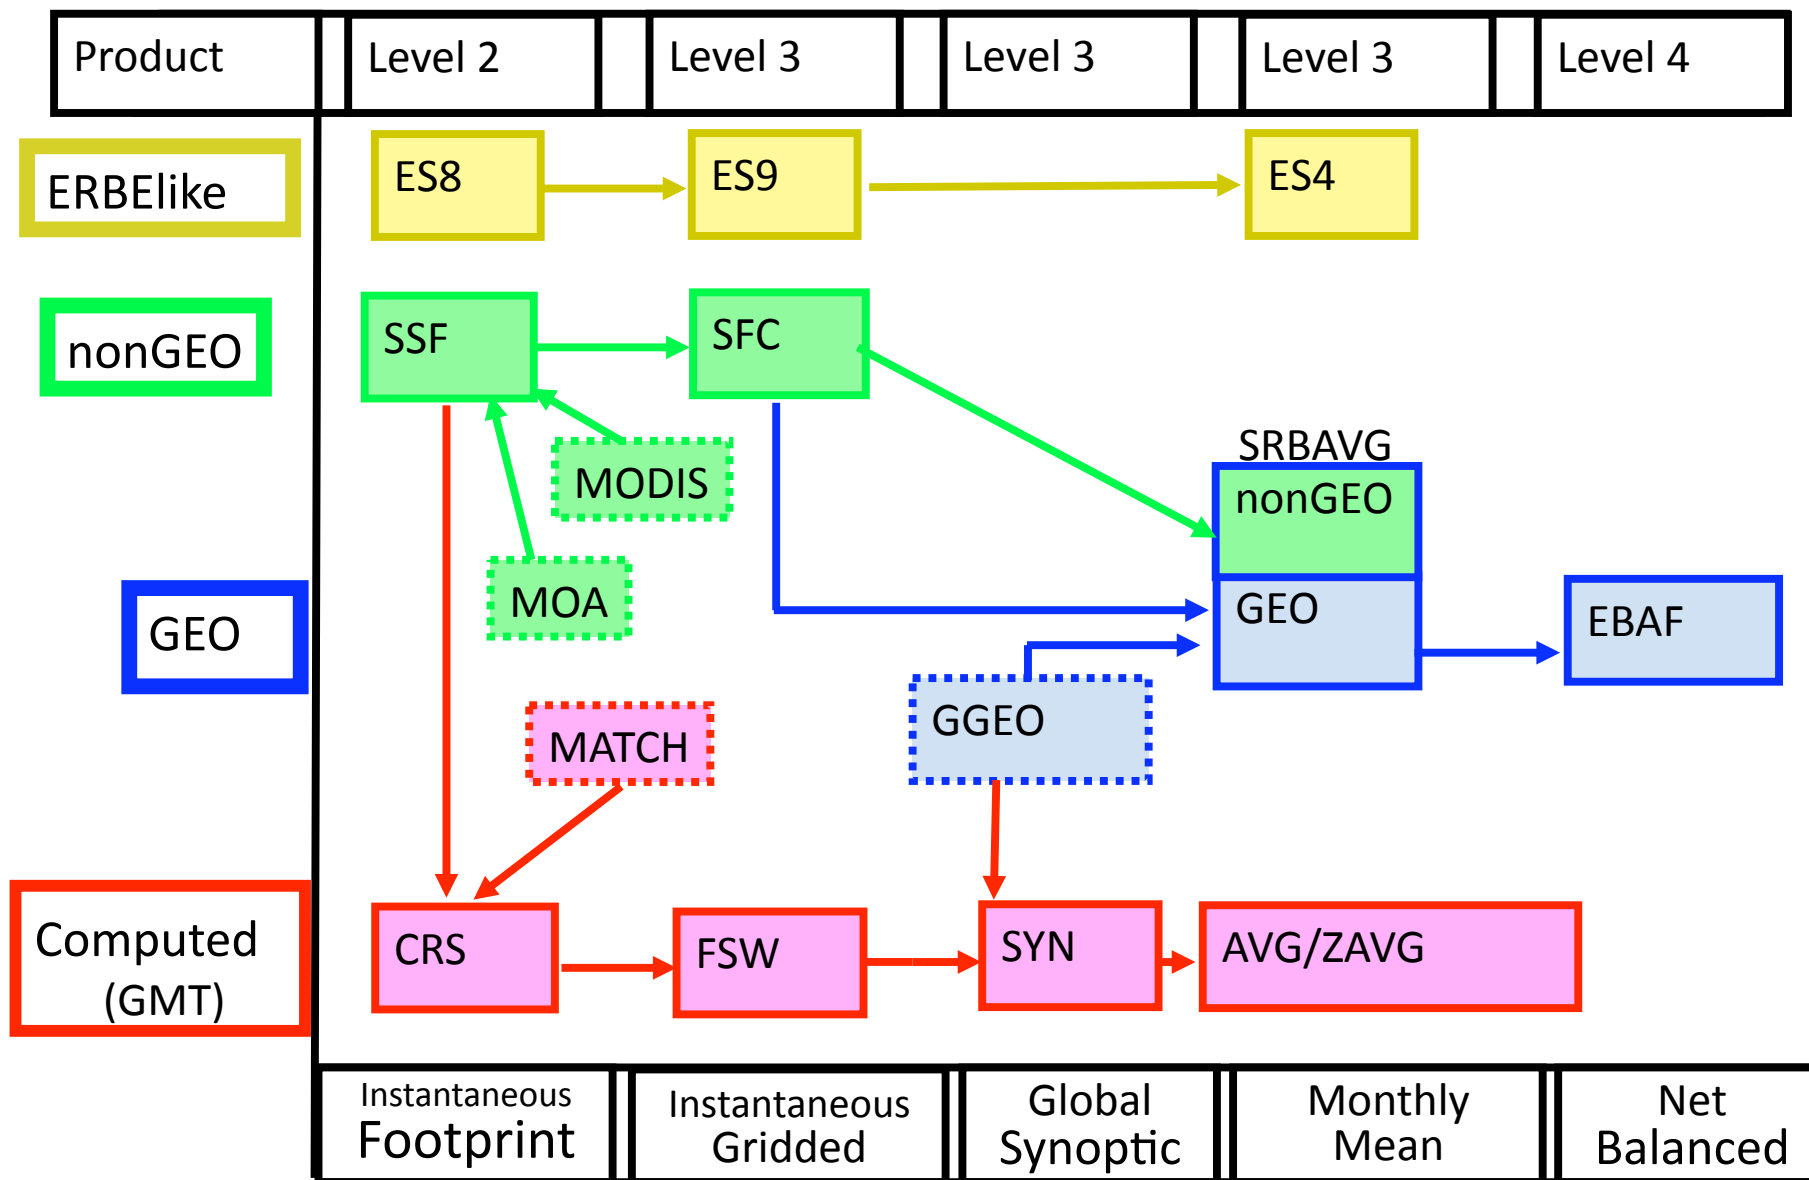 Product
Level 2
Level 3
Level 3
Level 3
Level 4
ERBElike
ES8
ES9
ES4
nonGEO
SSF
SFC
MODIS
MOA
SRBAVG
nonGEO
GEO
GEO
EBAF
GGEO
MATCH
Computed
(GMT)
CRS
FSW
SYN
AVG/ZAVG
Instantaneous
Footprint
Instantaneous
Gridded
Global
Synoptic
Monthly
Mean
Net
Balanced